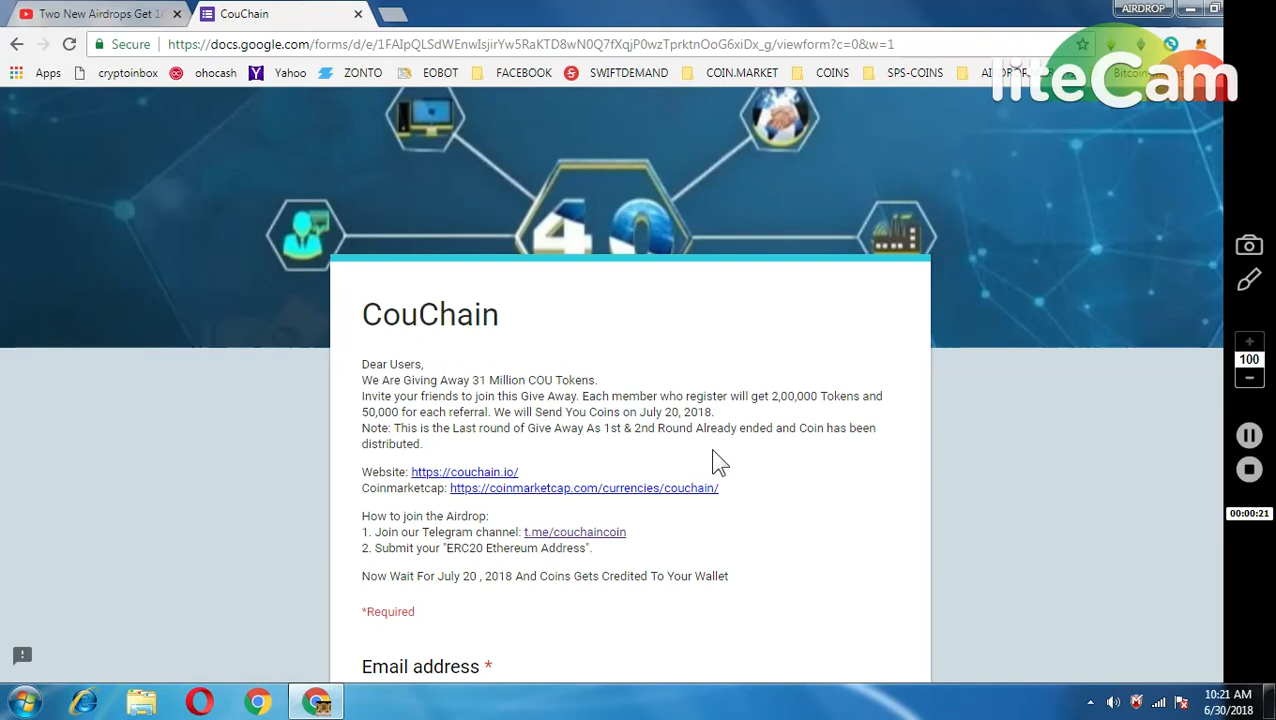 AIRDROP
Two New Airdrops Get 10
CouChain
Secure
https://docs.google.com/forms/d/e/1FAIpQLSdWEnwIsjirYw5RaKTD8wN0Q7fXqjP0wzTprktnOoG6xiDx_g/viewform?c=0&w=1
Apps cryptoinbox ohocash Yahoo EOBOT FACEBOOK SWIFTDEMAND COIN.MARKET COINS SPS-COINS
liteCam
40
CouChain
Dear Users,
We Are Giving Away 31 Million COU Tokens.
Invite your friends to join this Give Away. Each member who register will get 2,00,000 Tokens and
50,000 for each referral. We will Send You Coins on July 20, 2018.
Note: This is the Last round of Give Away As 1st & 2nd Round Already ended and Coin has been
distributed.
Website: https://couchain.io/
Coinmarketcap: https://coinmarketcap.com/currencies/couchain/
How to join the Airdrop:
1. Join our Telegram channel: t.me/couchaincoin
2. Submit your "ERC20 Ethereum Address".
Now Wait For July 20 , 2018 And Coins Gets Credited To Your Wallet
*Required
Email address *
100
00:00:21
10:21 AM
6/30/2018